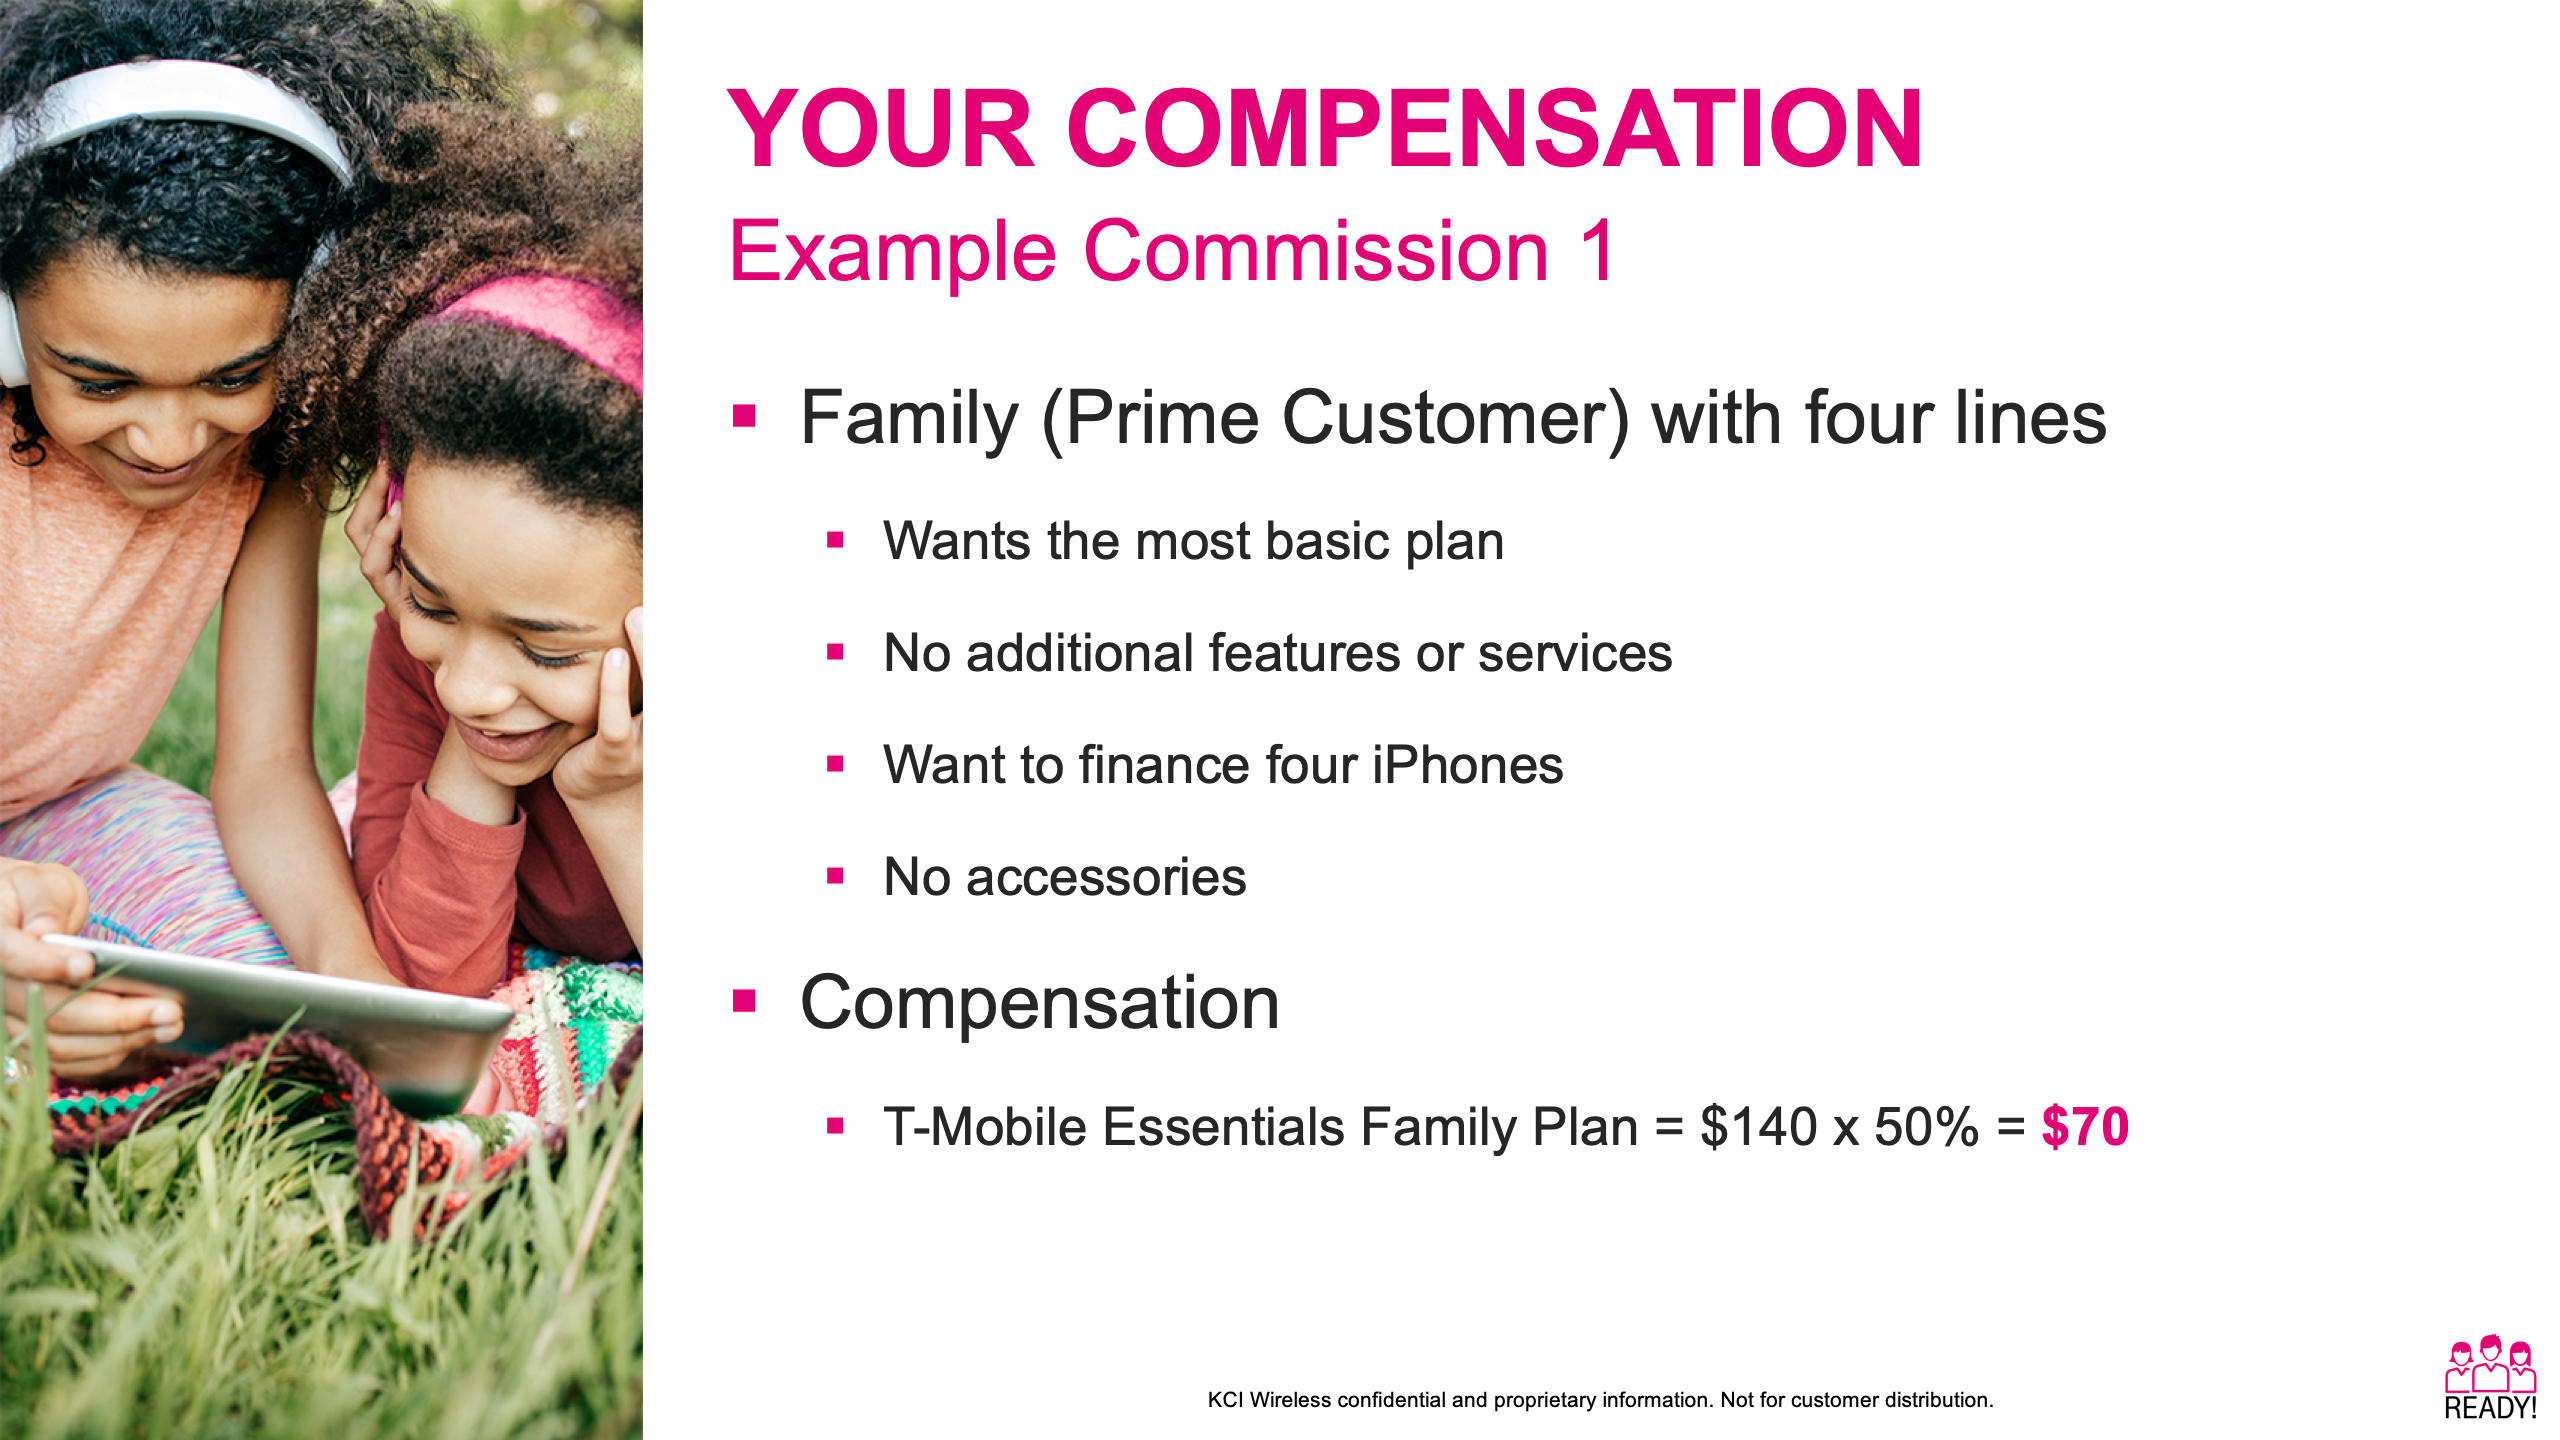 YOUR COMPENSATION
Example Commission 1
▪ Family (Prime Customer) with four lines
▪ Wants the most basic plan
▪ No additional features or services
▪ Want to finance four iPhones
▪ No accessories
▪ Compensation
▪ T-Mobile Essentials Family Plan = $140 x 50% = $70
KCI Wireless confidential and proprietary information. Not for customer distribution.
READY!